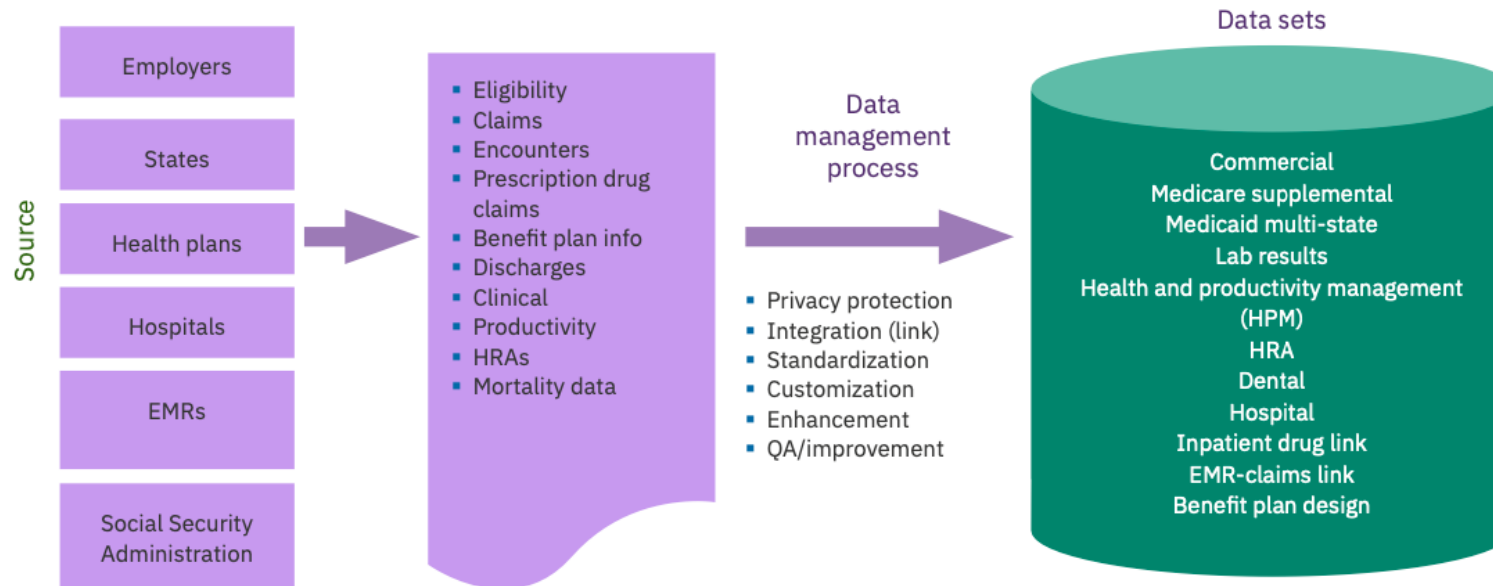 Source
Employers
States
Health plans
Hospitals
EMRs
Social Security
Administration
Eligibility
Claims
Encounters
Prescription drug
claims
Benefit plan info
Discharges
Clinical
Productivity
HRAs
Mortality data
Data
management
process
Privacy protection
Integration (link)
Standardization
Customization
Enhancement
QA/improvement
Data sets
Commercial
Medicare supplemental
Medicaid multi-state
Lab results
Health and productivity management
(HPM)
HRA
Dental
Hospital
Inpatient drug link
EMR-claims link
Benefit plan design